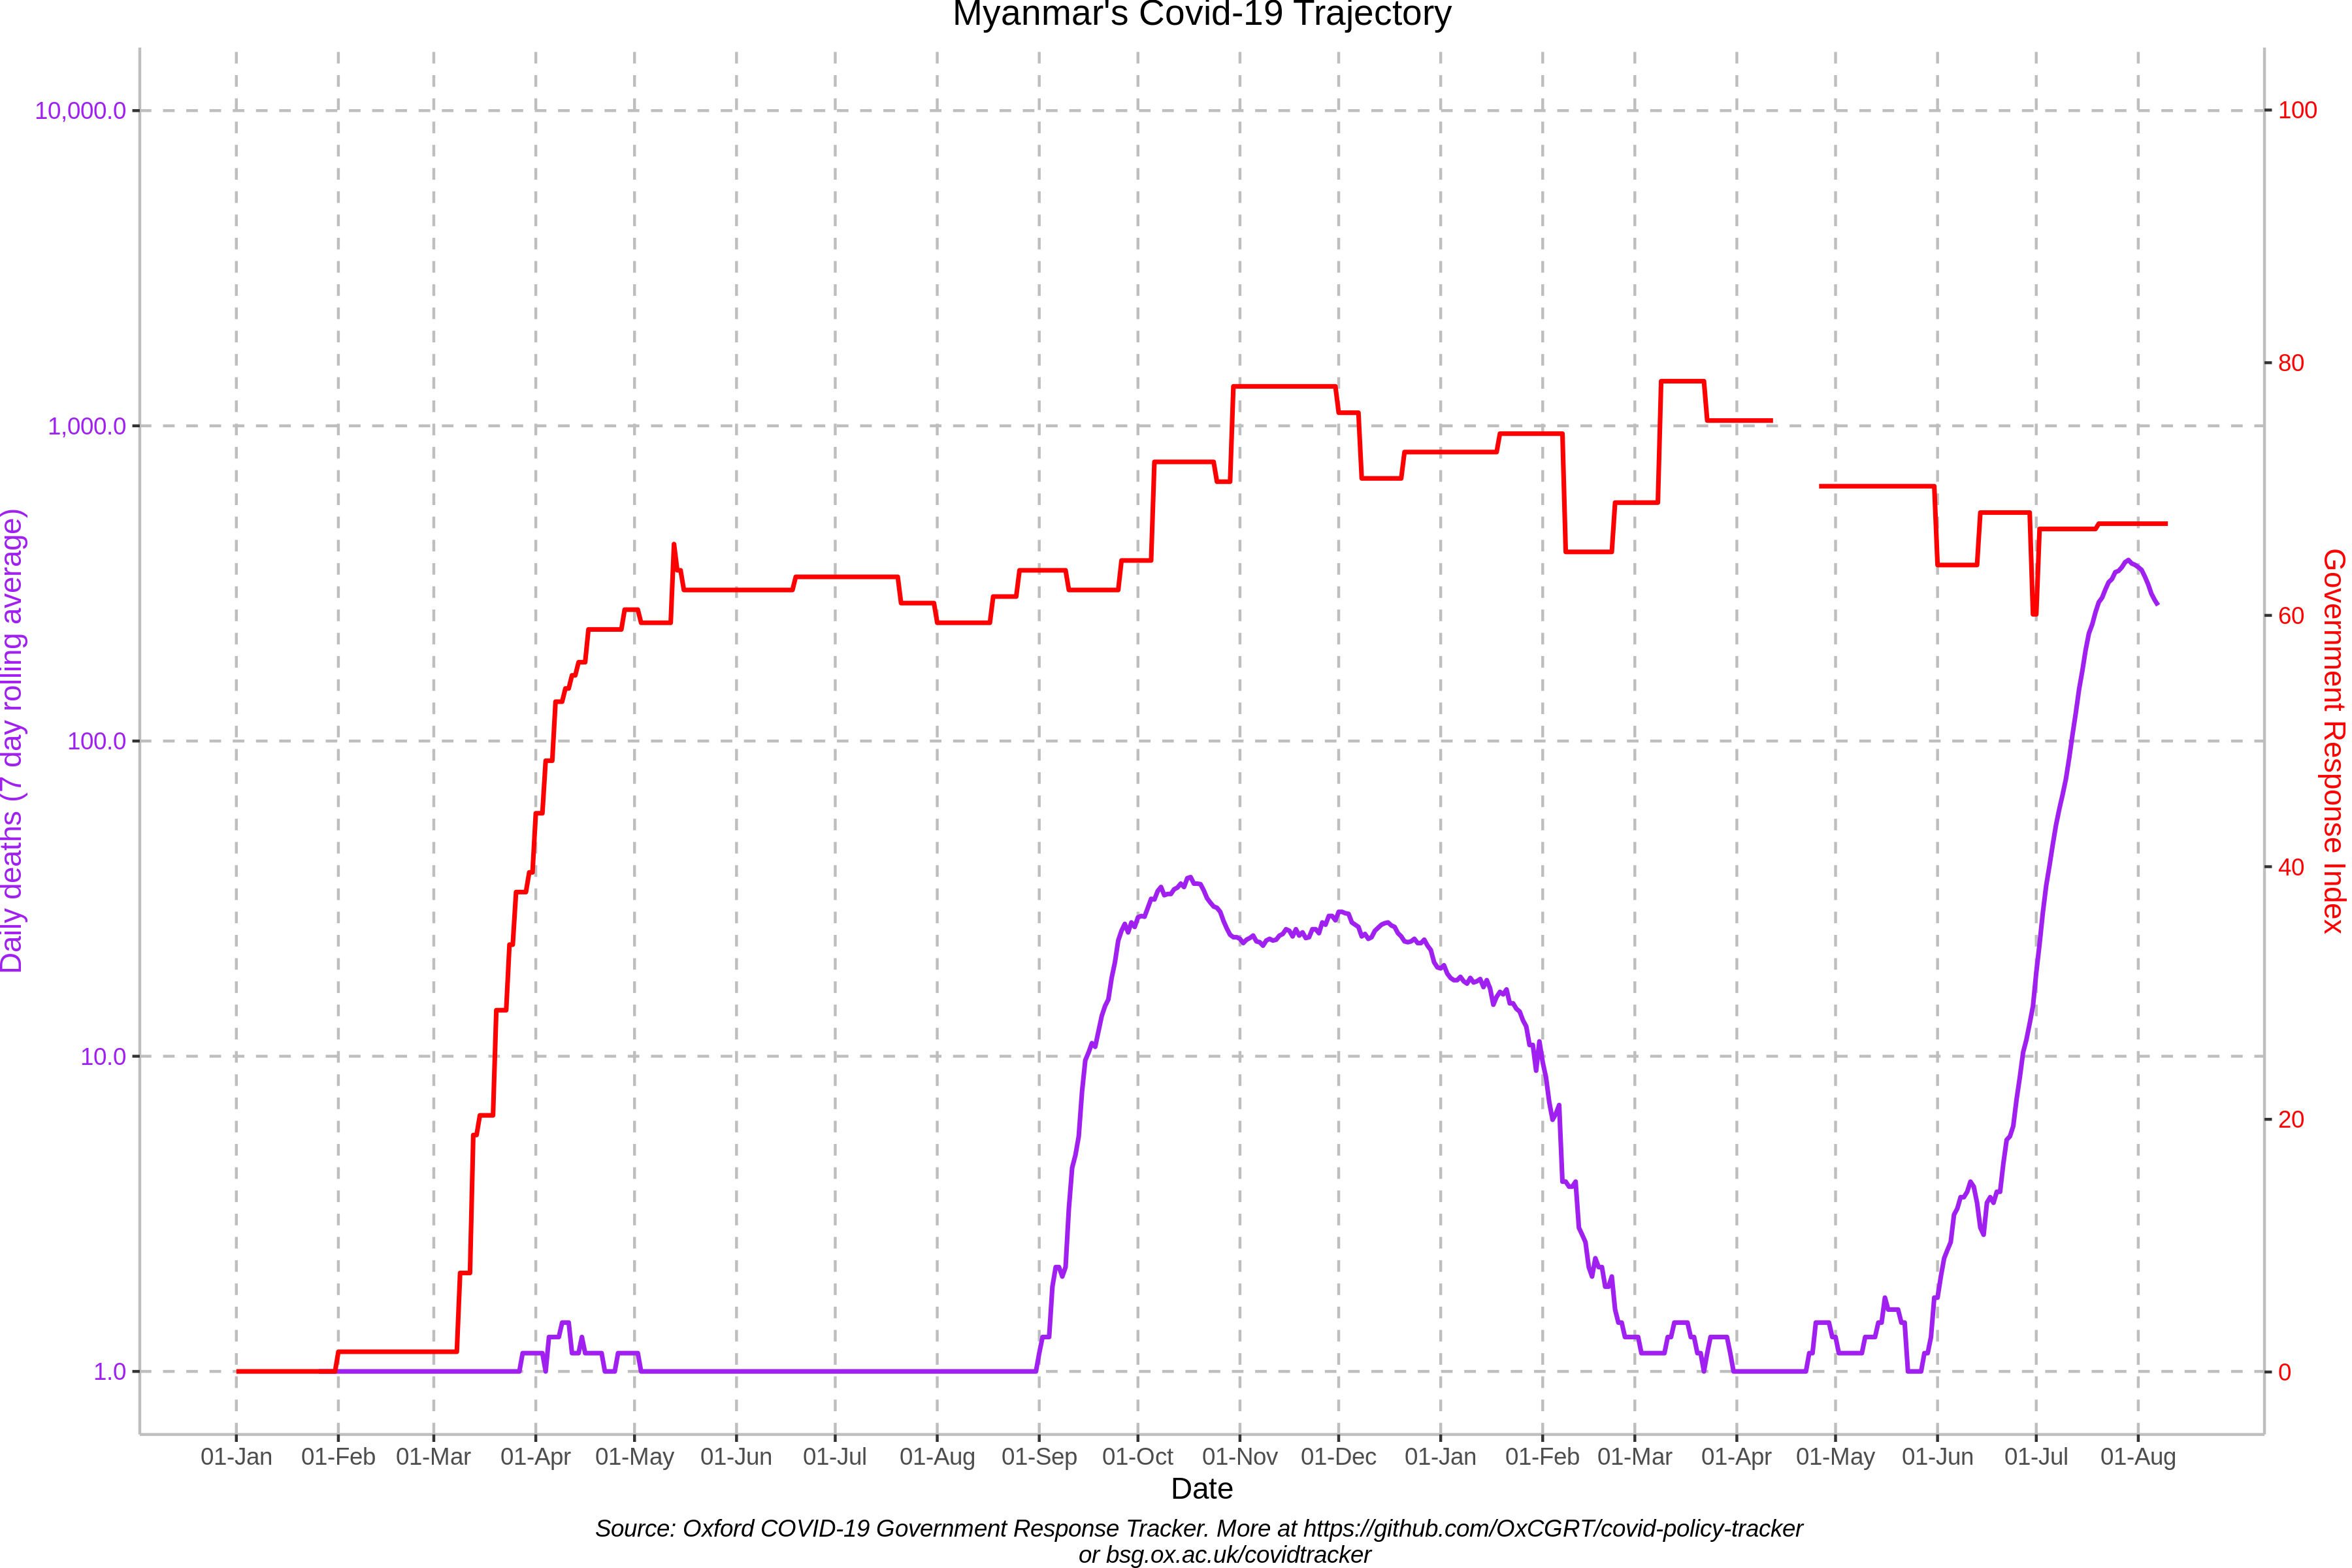 Myanmar's Covid-19 Trajectory
10,000.0
1,000.0
100.0
10.0
1.0
Daily deaths (7 day rolling average)
100
80
60
40
20
0
Government Response Index
01-Jan 01-Feb 01-Mar 01-Apr 01-May 01-Jun 01-Jul 01-Aug 01-Sep 01-Oct 01-Nov 01-Dec 01-Jan 01-Feb 01-Mar 01-Apr 01-May 01-Jun 01-Jul 01-Aug
Date
Source: Oxford COVID-19 Government Response Tracker. More at https://github.com/OxCGRT/covid-policy-tracker
or bsg.ox.ac.uk/covidtracker